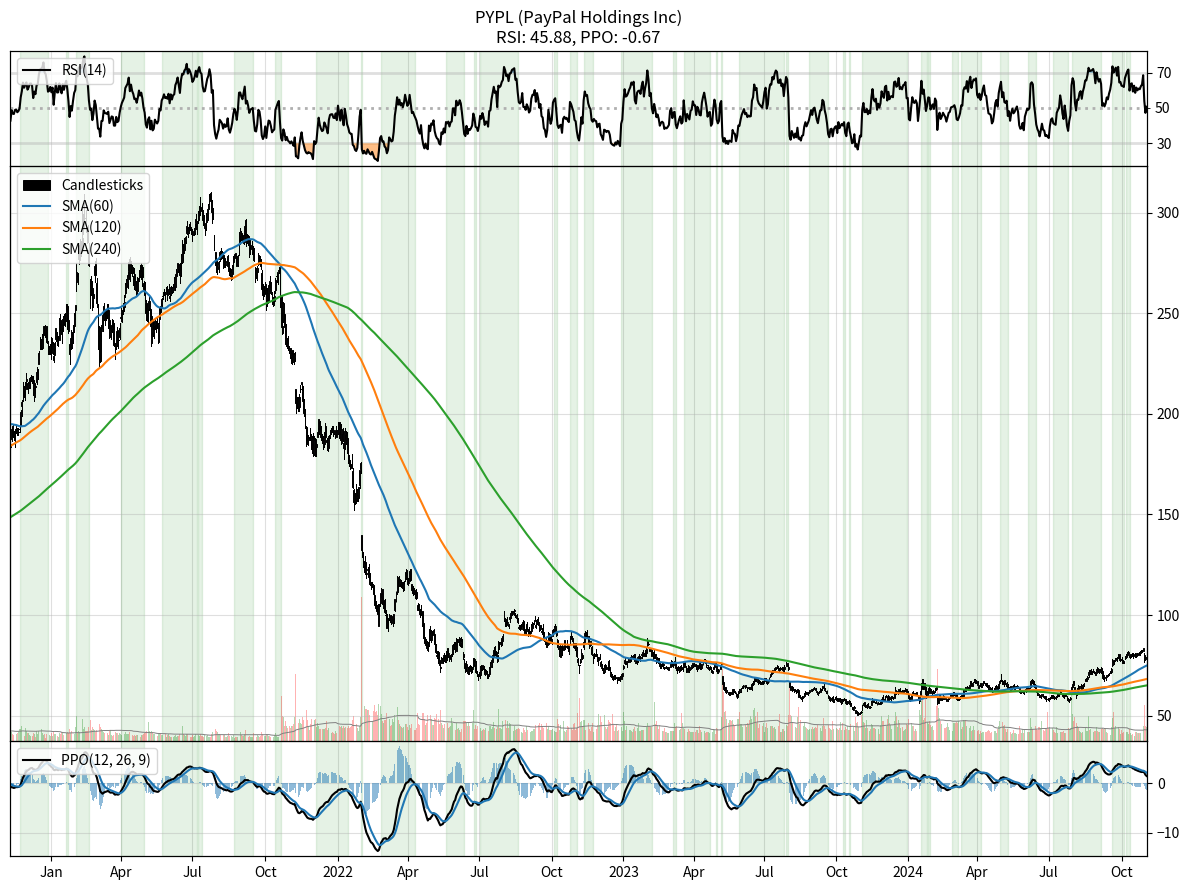 PYPL (PayPal Holdings Inc)
RSI: 45.88, PPO: -0.67
RSI(14)
70
50
30
Candlesticks
SMA(60)
SMA(120)
SMA(240)
300
250
200
150
100
50
PPO(12, 26, 9)
0
−10
Jan Apr Jul Oct 2022 Apr Jul Oct 2023 Apr Jul Oct 2024 Apr Jul Oct